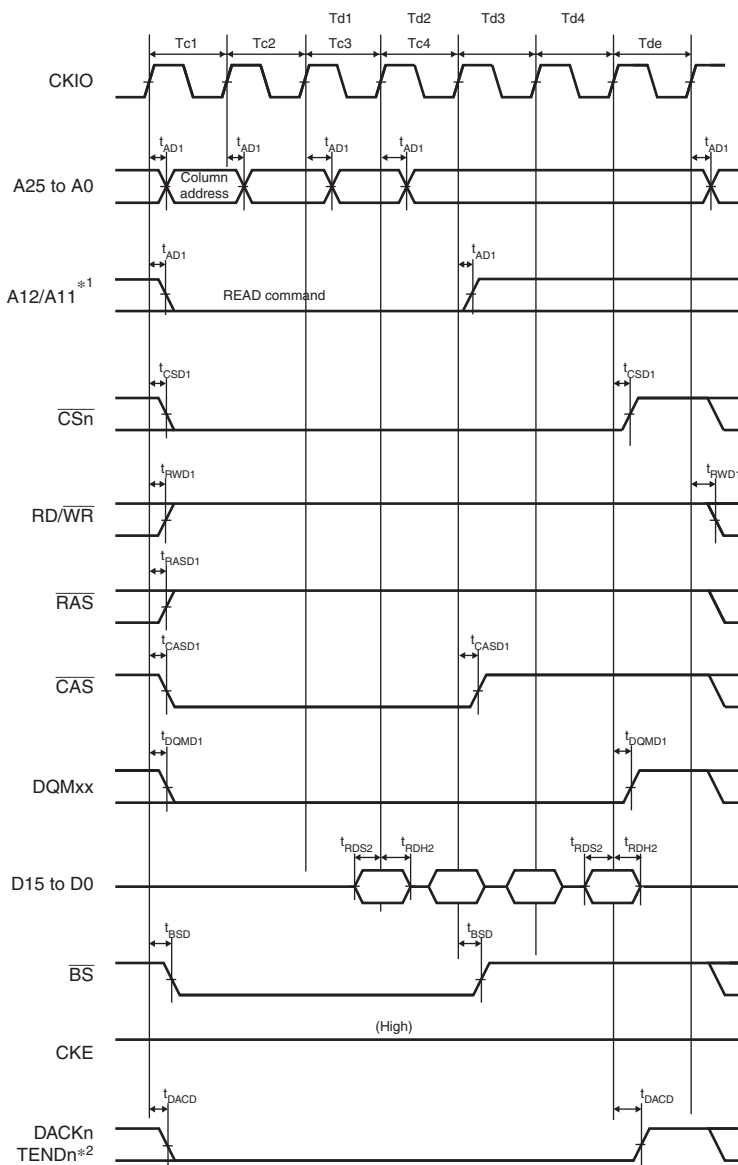 Td1 Td2 Td3 Td4
Tc1 Tc2 Tc3 Tc4 Tde
CKIO
tAD1 tAD1 tAD1 tAD1 tAD1
A25 to A0
Column
address
tAD1 tAD1
A12/A11*1
READ command
tCSD1 tCSD1
CSn
tRWD1 tRWD1
RD/WR
tRASD1
RAS
tCASD1 tCASD1
CAS
tDQMD1 tDQMD1
DQMxx
tRDS2 tRDH2 tRDS2 tRDH2
D15 to D0
tBSD tBSD
BS
(High)
CKE
tDACD tDACD
DACKn
TENDn*2